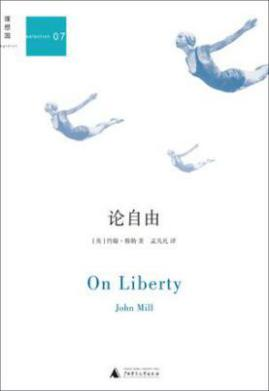 理想国
selection 07
论自由
[英]约翰·穆勒 著 孟凡礼 译
On Liberty
John Mill
广西师范大学出版社